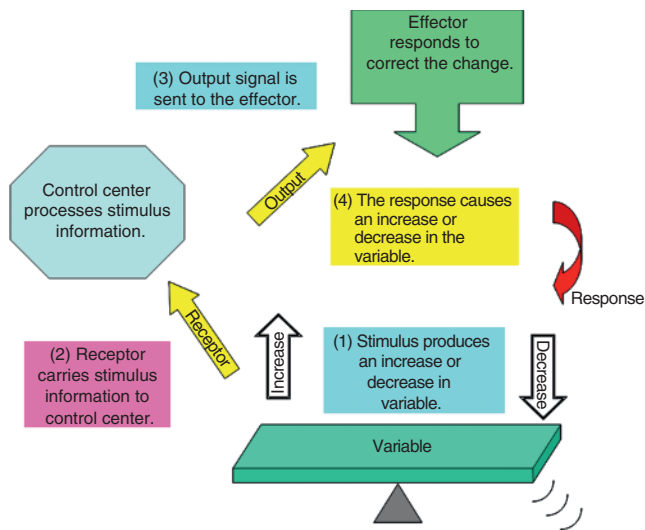 Effector
responds to
correct the change.
(3) Output signal is
sent to the effector.
Control center
processes stimulus
information.
Output
(4) The response causes
an increase or
decrease in the
variable.
Response
Receptor
(2) Receptor
carries stimulus
information to
control center.
Increase
(1) Stimulus produces
an increase or
decrease in
variable.
Decrease
Variable